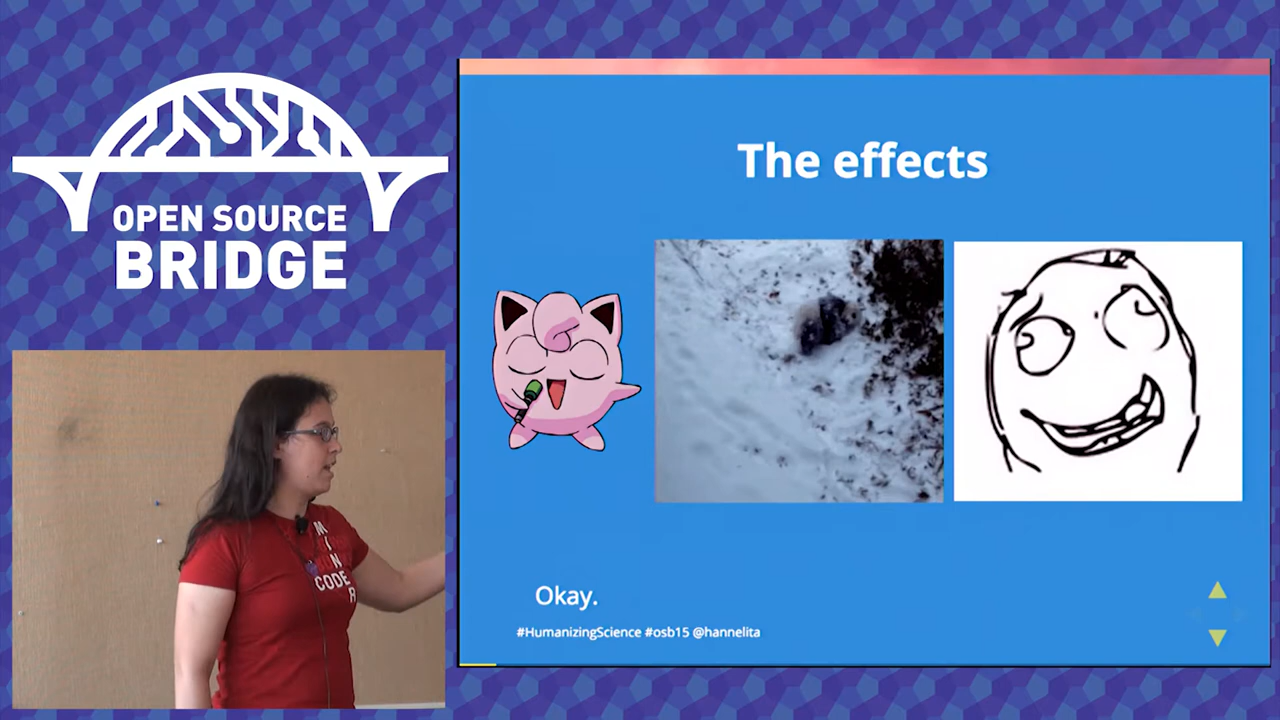 OPEN SOURCE
BRIDGE
The effects
Okay.
#HumanizingScience #osb15 @hannelita
CODE